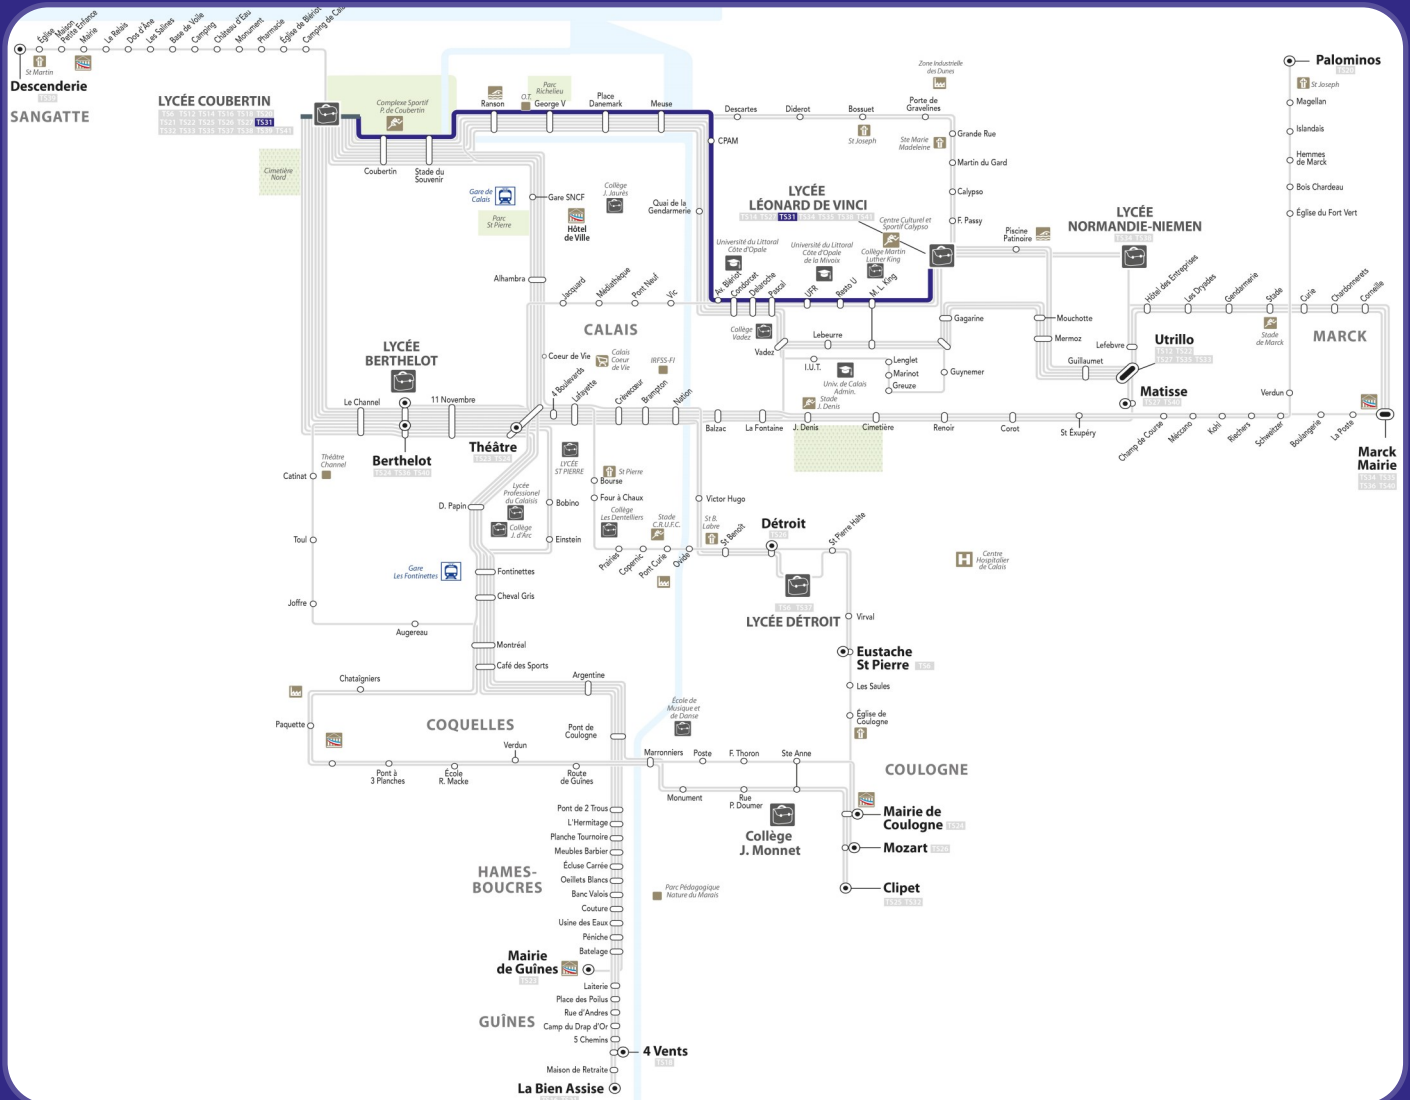 Église
Maison
Petite Enfance
Mairie
Le Relais
Dos d'Âne
Les Salines
Base de Voile
Camping
Château d'Eau
Monument
Pharmacie
Église de Blériot
St Martin
Descenderie
SANGATTE
LYCÉE COUBERTIN
TS31
Cimetière
Nord
Complexe Sportif
P. de Coubertin
Coubertin
Stade du
Souvenir
Ranson
O.T.
George V
Parc
Richelieu
Place
Danemark
Meuse
Descartes
Diderot
Bossuet
Porte de
Gravelines
Zone Industrielle
des Dunes
CPAM
St Joseph
Ste Marie
Madeleine
Grande Rue
Martin du Gard
Calypso
F. Passy
Palominos
St Joseph
Magellan
Islandais
Hemmes
de Marck
Bois Chardeau
Église du Fort Vert
Gare de
Calais
Gare SNCF
Parc
St Pierre
Hôtel
de Ville
Collège
J. Jaurès
Quai de la
Gendarmerie
LYCÉE
LÉONARD DE VINCI
TS31
Centre Culturel et
Sportif Calypso
Université du Littoral
Côte d'Opale
Université du Littoral
Côte d'Opale
de la Mivoix
Collège Martin
Luther King
Piscine
Patinoire
LYCÉE
NORMANDIE-NIEMEN
Alhambra
Jacquard
Médiathèque
Pont Neuf
Vic
Av. Blériot
Condorcet
Delaroche
Pascal
UFR
Resto U
M. L. King
Hôtel des Entreprises
Les Dryades
Gendarmerie
Stade
Curie
Chardonnerets
Corneille
CALAIS
Collège
Vadez
Vadez
Lebeurre
Gagarine
Mouchotte
Mermoz
Lefebvre
Guillaumet
Utrillo
Stade
de Marck
MARCK
LYCÉE
BERTHELOT
Coeur de Vie
Calais
Coeur
de Vie
IRFSS-FI
I.U.T.
Univ. de Calais
Admin.
Lenglet
Marinot
Greuze
Guynemer
Matisse
Verdun
Le Channel
11 Novembre
4 Boulevards
Lafayette
Crèvecœur
Brampton
Nation
Balzac
La Fontaine
Stade
J. Denis
J. Denis
Cimetière
Renoir
Corot
St Exupéry
Champ de Course
Méccano
Kohl
Riechers
Schweitzer
Boulangerie
La Poste
Marck
Mairie
Berthelot
Théâtre
Théâtre
Channel
Catinat
LYCÉE
ST PIERRE
St Pierre
Bourse
Lycée
Professionel
du Calaisis
Collège
J. d'Arc
D. Papin
Bobino
Four à Chaux
Collège
Les Dentelliers
Stade
C.R.U.F.C.
St B.
Labre
Victor Hugo
Détroit
St Pierre Halte
Toul
Einstein
Prairies
Copernic
Pont Curie
Ovide
St Benoît
Centre
Hospitalier
de Calais
Gare
Les Fontinettes
Fontinettes
Cheval Gris
LYCÉE DÉTROIT
Joffre
Augereau
Virval
Montréal
Café des Sports
Eustache
St Pierre
Les Saules
Église de
Coulogne
Chataîgniers
Argentine
Paquette
COQUELLES
Pont de
Coulogne
École de
Musique et
de Danse
Verdun
Pont à
3 Planches
École
R. Macke
Route
de Guînes
Marronniers
Poste
F. Thoron
Ste Anne
COULOGNE
Monument
Rue
P. Doumer
Collège
J. Monnet
Mairie de
Coulogne
Mozart
Clipet
Pont de 2 Trous
L'Hermitage
Planche Tournoire
Meubles Barbier
Écluse Carrée
Oeillets Blancs
Banc Valois
Couture
Usine des Eaux
Péniche
Batelage
HAMES-
BOUCRES
Parc Pédagogique
Nature du Marais
Mairie
de Guînes
Laiterie
Place des Poilus
Rue d'Andres
Camp du Drap d'Or
5 Chemins
GUÎNES
4 Vents
Maison de Retraite
La Bien Assise